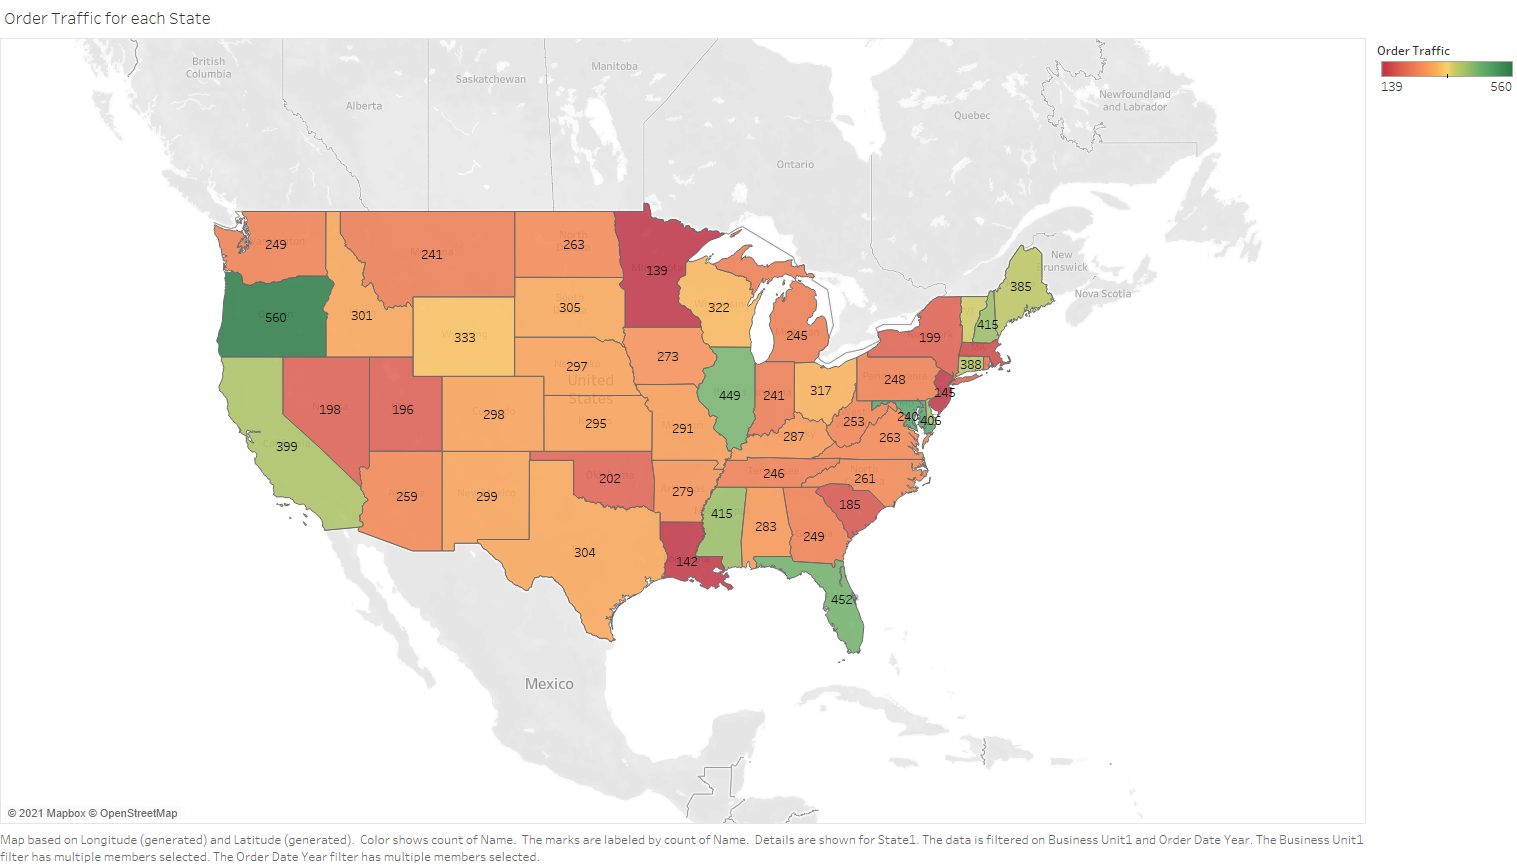 Order Traffic for each State
Order Traffic
139 560
British
Columbia
Alberta
Saskatchewan
Manitoba
Ontario
Quebec
Newfoundland
and Labrador
New
Brunswick
Nova Scotia
249
241
263
139
560
301
333
305
322
245
385
415
199
388
273
297
United
States
198
196
298
295
291
449
241
317
248
145
240
406
253
263
287
399
259
299
202
279
246
261
185
415
283
249
304
142
452
Mexico
© 2021 Mapbox © OpenStreetMap
Map based on Longitude (generated) and Latitude (generated). Color shows count of Name. The marks are labeled by count of Name. Details are shown for State1. The data is filtered on Business Unit1 and Order Date Year. The Business Unit1
filter has multiple members selected. The Order Date Year filter has multiple members selected.